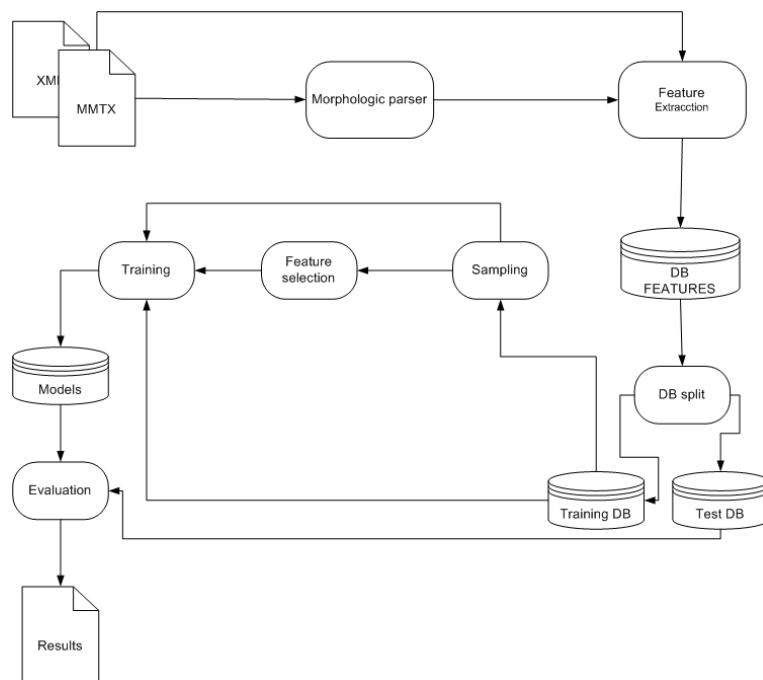 XM
MMTX
Morphologic parser
Feature
Extracction
Training
Feature
selection
Sampling
DB
FEATURES
Models
DB split
Evaluation
Training DB
Test DB
Results